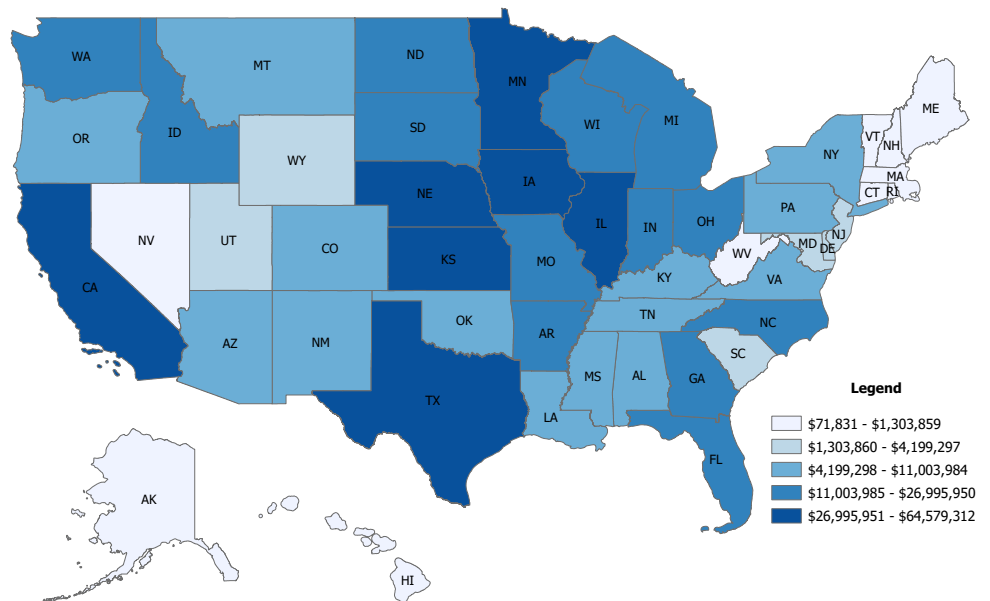 WA
MT
ND
MN
OR
ID
SD
WI
MI
ME
VT
NH
NY
WY
MA
CT RI
NE
IA
PA
NV
UT
CO
IL
IN
OH
NJ
MD
DE
WV
CA
KS
MO
KY
VA
AZ
NM
OK
AR
TN
NC
SC
MS
AL
GA
TX
LA
FL
AK
HI
Legend
$71,831 - $1,303,859
$1,303,860 - $4,199,297
$4,199,298 - $11,003,984
$11,003,985 - $26,995,950
$26,995,951 - $64,579,312